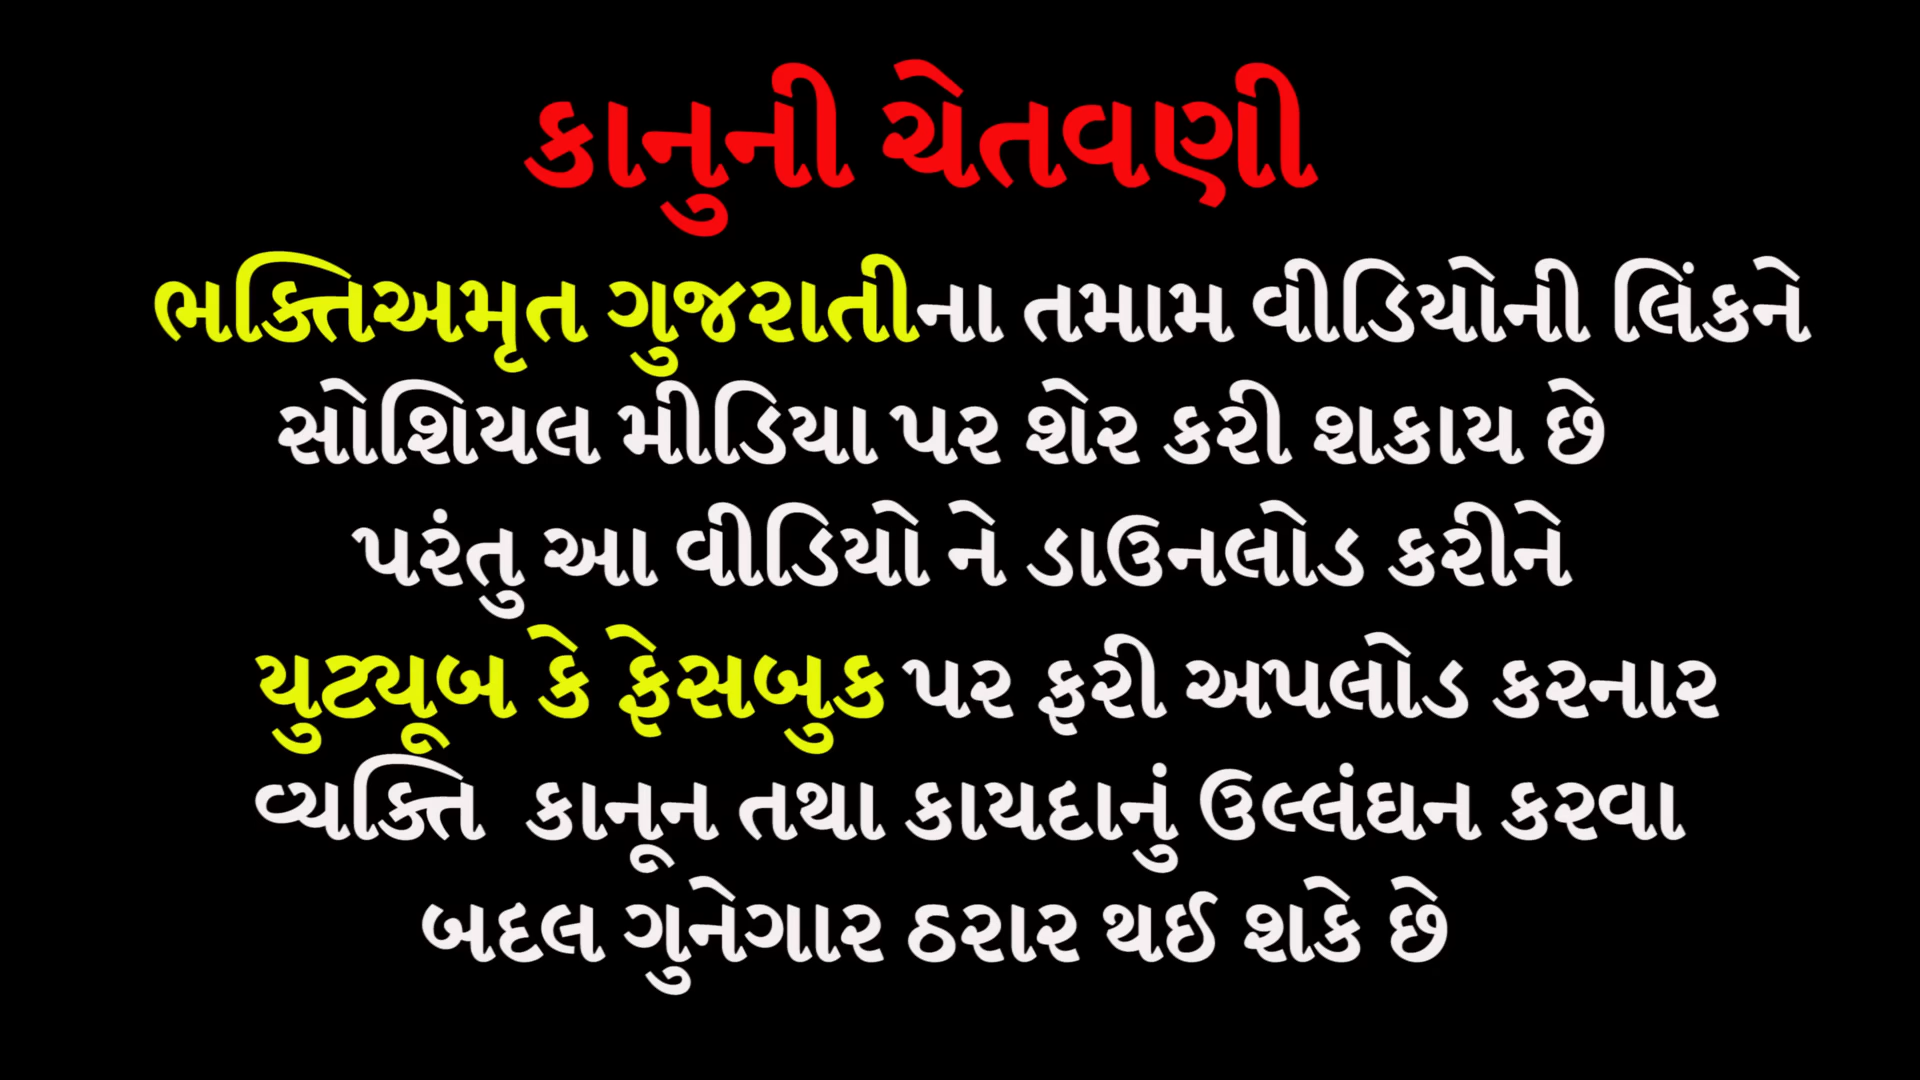 કાનુની ચેતવણી
ભક્તિઅમૃત ગુજરાતીના તમામ વીડિયોની લિંકને
સોશિયલ મીડિયા પર શેર કરી શકાય છે
પરંતુ આ વીડિયો ને ડાઉનલોડ કરીને
યુટ્યૂબ કે ફેસબુક પર ફરી અપલોડ કરનાર
વ્યક્તિ કાનૂન તથા કાયદાનું ઉલ્લંઘન કરવા
બદલ ગુનેગાર ઠરાર થઈ શકે છે